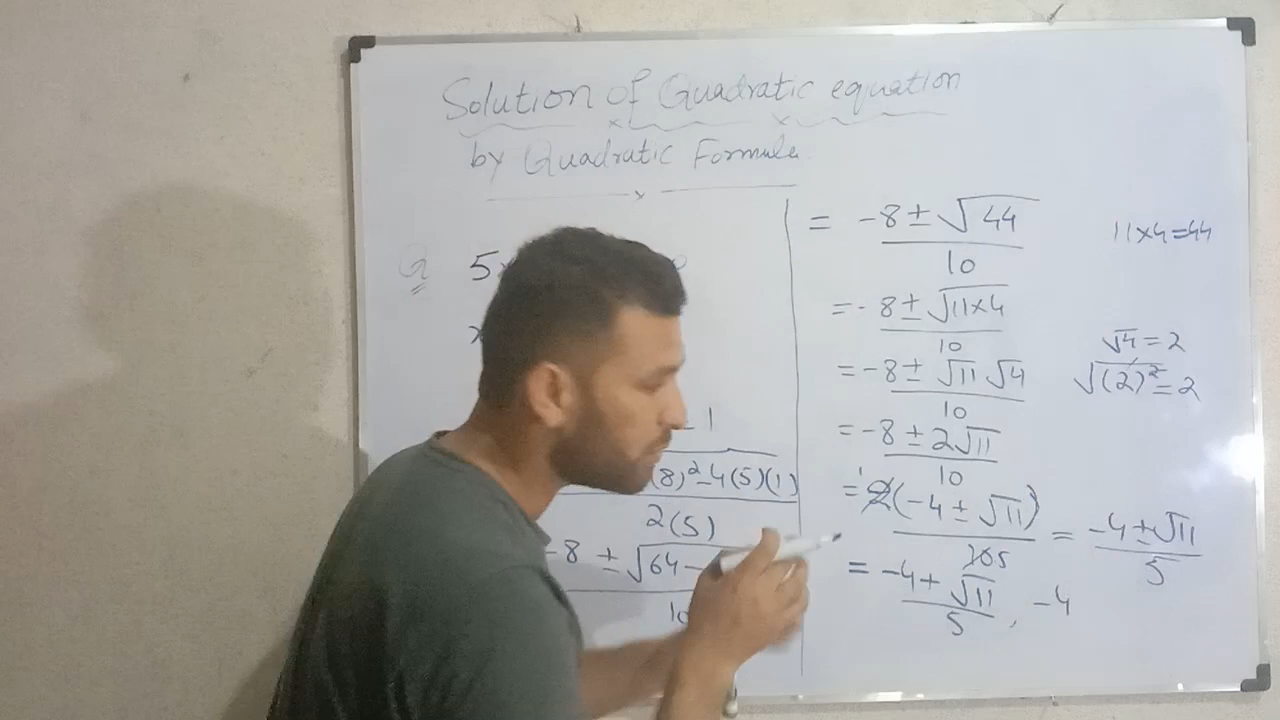 Solution of Quadratic equation
by Quadratic Formula
Q 5x
x
1
(8)²-4(5)(1)
2(5)
-8 ± √64-
10
= -8 ± √44
10
11×4=44
= -8 ± √11×4
10
√4 = 2
√(2)² = 2
= -8 ± √11 √4
10
= -8 ± 2√11
10
= 2(-4 ± √11) = -4 ± √11
10 5 5
= -4 + √11 , -4
5